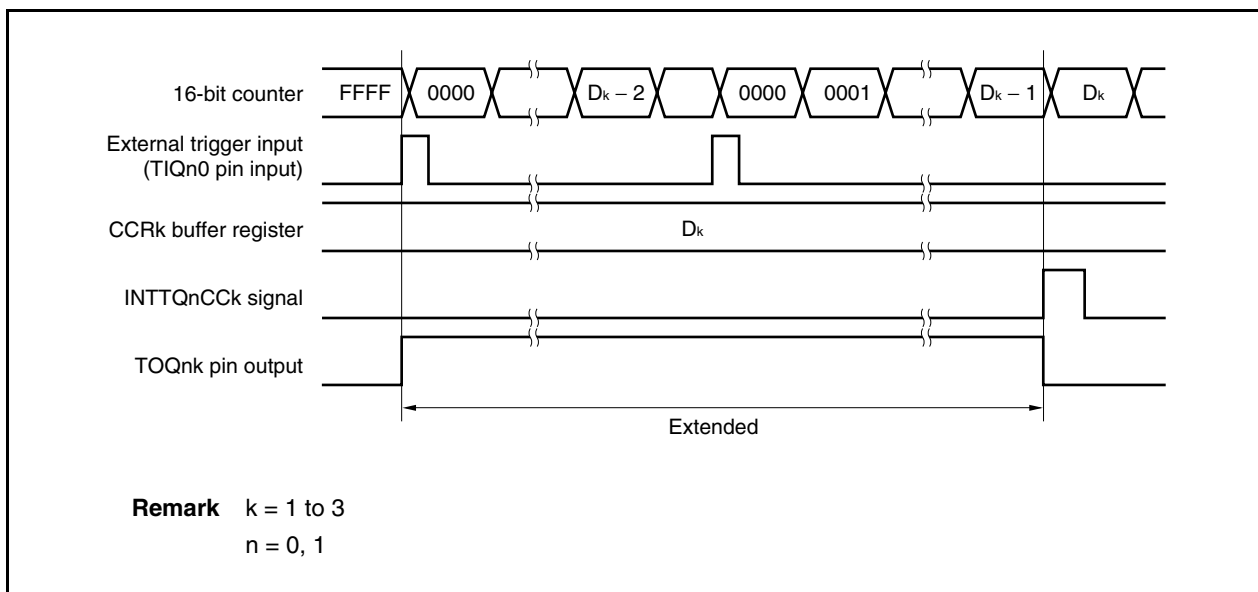 16-bit counter FFFF 0000 Dk − 2 0000 0001 Dk − 1 Dk
External trigger input
(TIQn0 pin input)
CCRk buffer register Dk
INTTQnCCk signal
TOQnk pin output
Extended
Remark k = 1 to 3
n = 0, 1